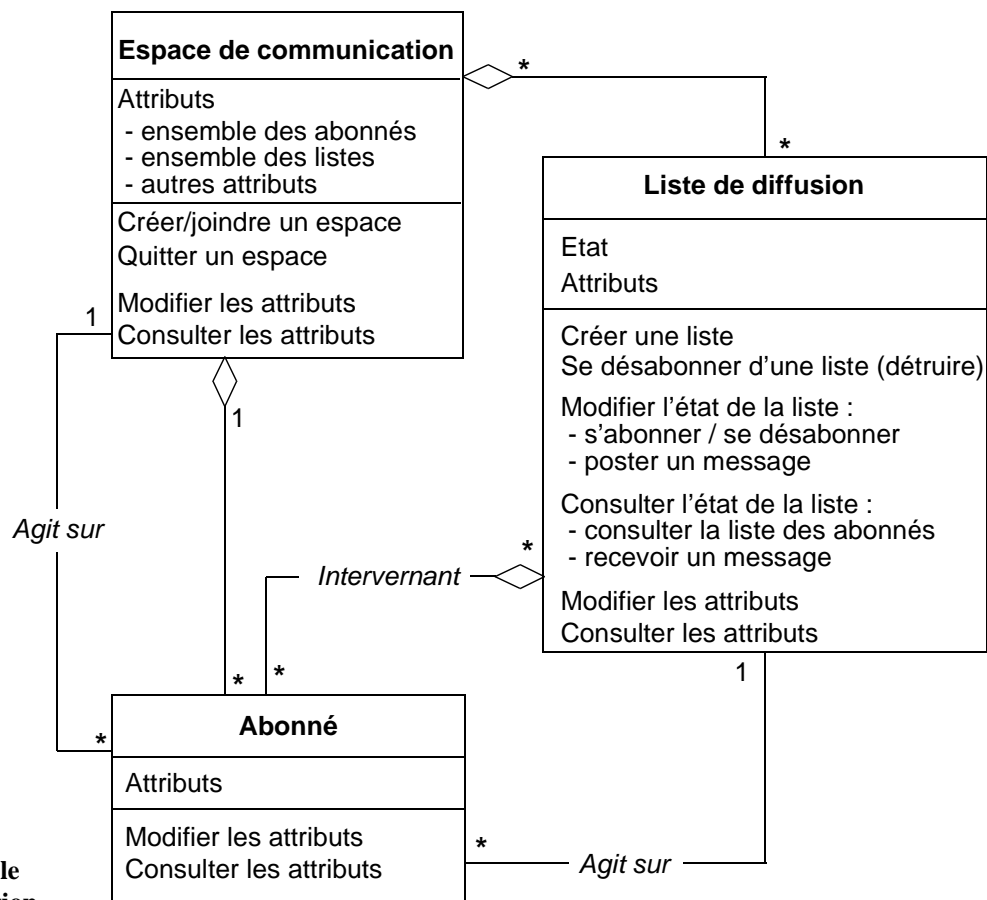 Espace de communication
Attributs
- ensemble des abonnés
- ensemble des listes
- autres attributs
Créer/joindre un espace
Quitter un espace
Modifier les attributs
Consulter les attributs
*
*
Liste de diffusion
Etat
Attributs
Créer une liste
Se désabonner d’une liste (détruire)
Modifier l’état de la liste :
- s’abonner / se désabonner
- poster un message
Consulter l’état de la liste :
- consulter la liste des abonnés
- recevoir un message
Modifier les attributs
Consulter les attributs
1
1
Agit sur
*
Intervernant
*
*
*
1
Abonné
Attributs
Modifier les attributs
Consulter les attributs
*
Agit sur
le